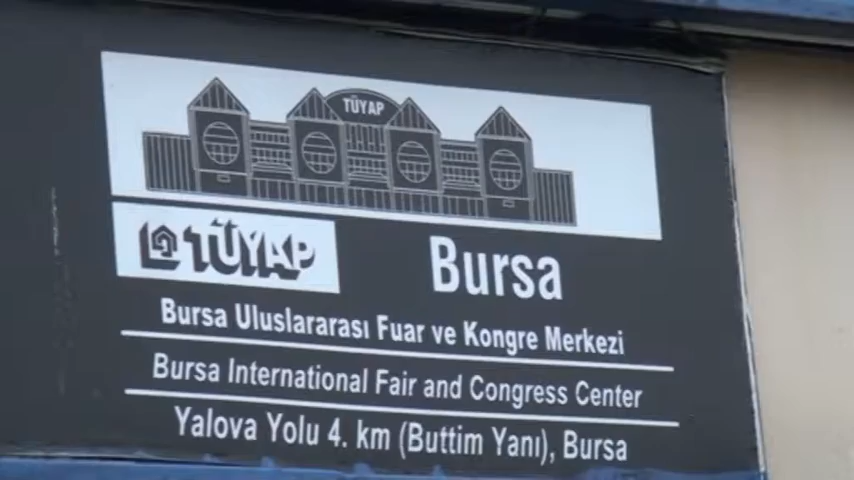 TÜYAP
TÜYAP
Bursa
Bursa Uluslararası Fuar ve Kongre Merkezi
Bursa International Fair and Congress Center
Yalova Yolu 4. km (Buttim Yanı), Bursa